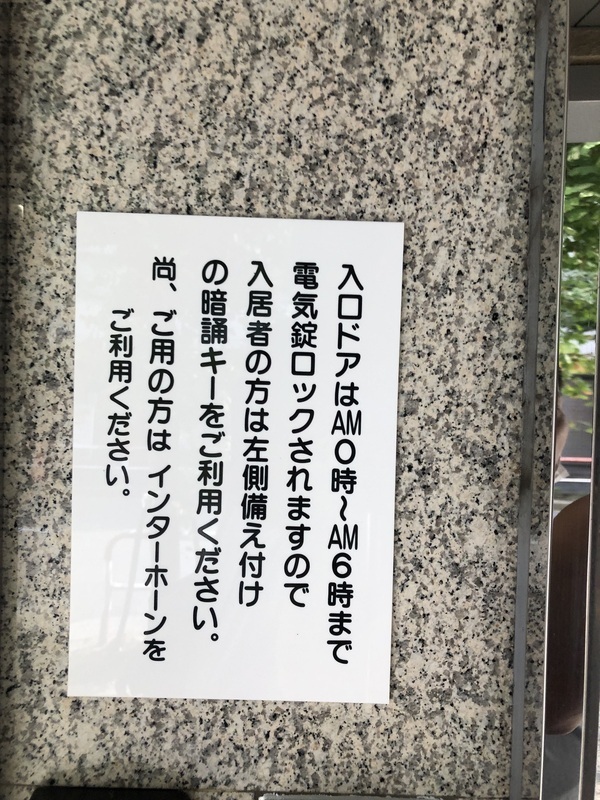 入口ドアはAM0時～AM6時まで
電気錠ロックされますので
入居者の方は左側備え付け
の暗誦キーをご利用ください。
尚、ご用の方は インターホーンを
ご利用ください。